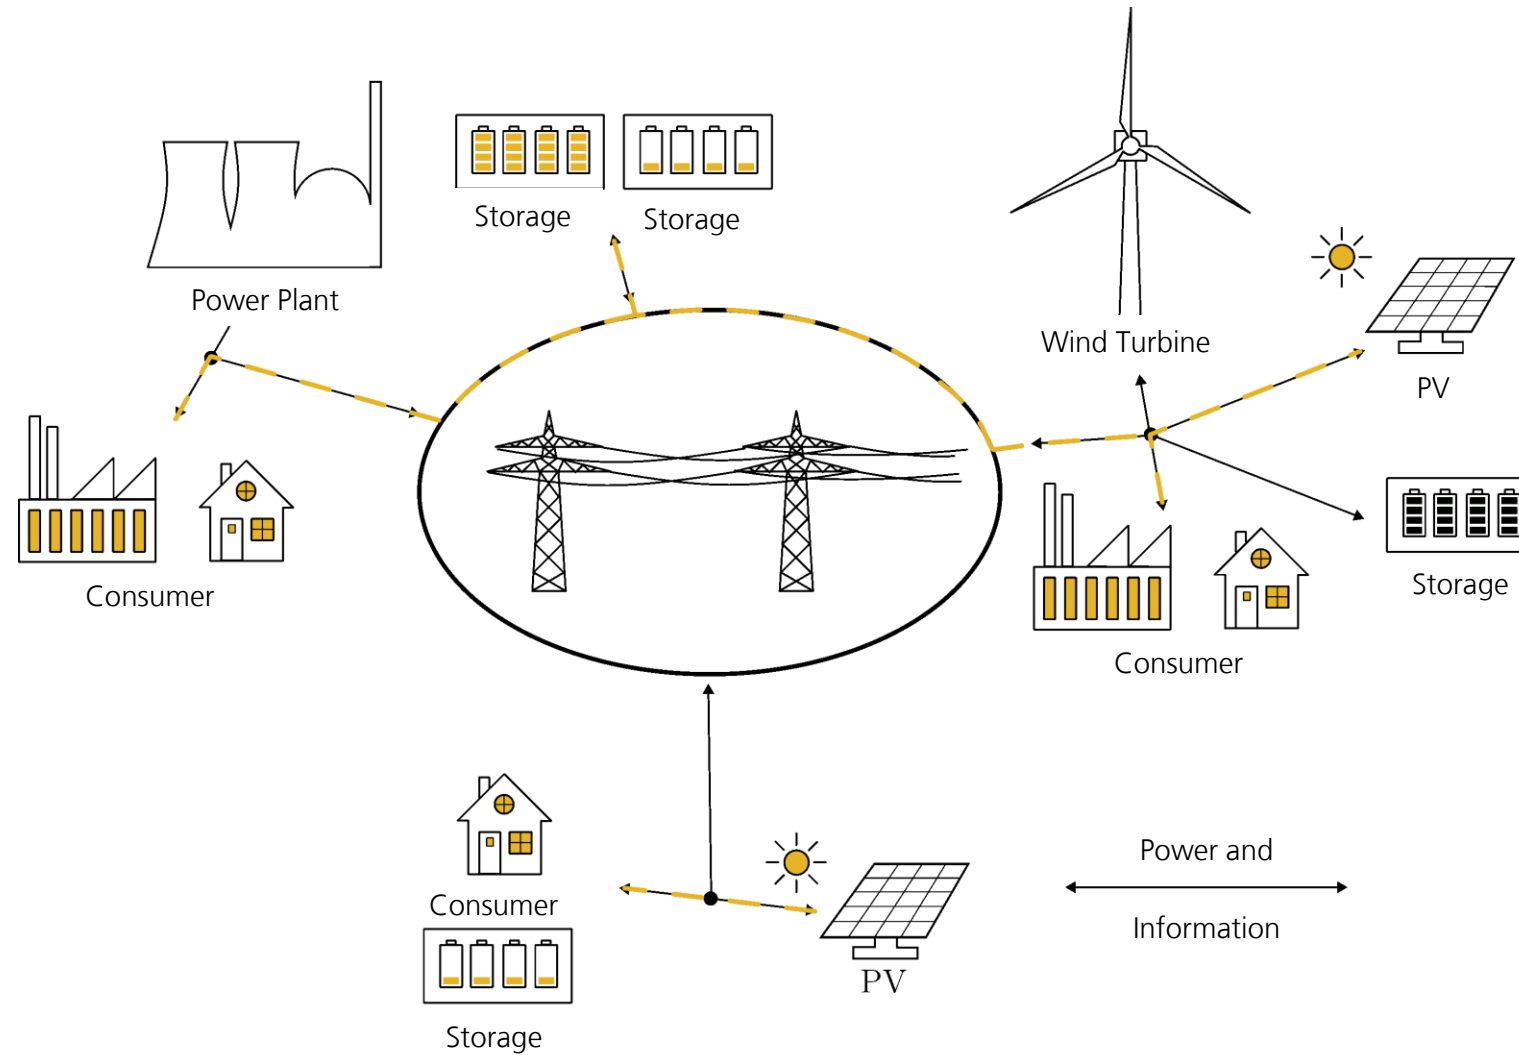 Storage
Storage
Power Plant
Wind Turbine
PV
Consumer
Storage
Consumer
Power and
Information
Consumer
PV
Storage